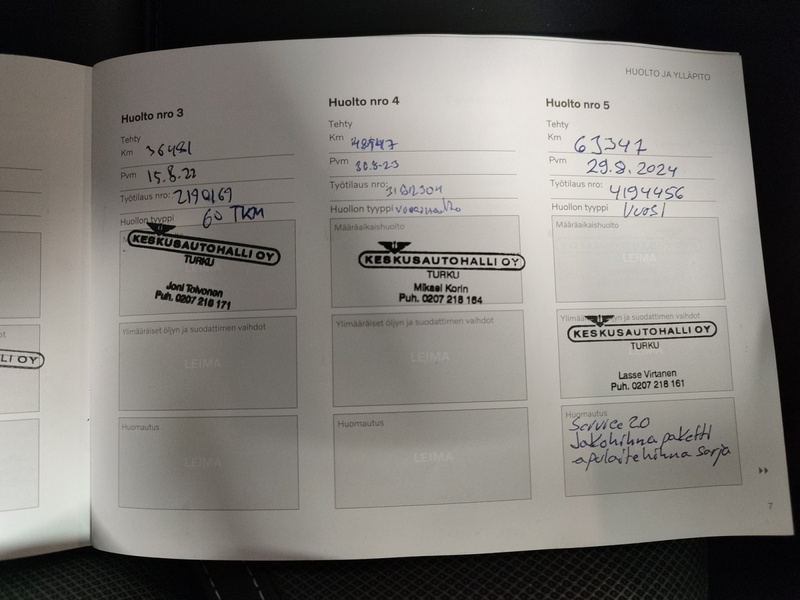 LI OY
HUOLTO JA YLLÄPITO
Huolto nro 3
Tehty
Km 36481
Pvm 15.8.22
Työtilaus nro: 2190169
Huollon tyyppi 60 TKM
KESKUSAUTOHALLI OY
TURKU
Joni Toivonen
Puh. 0207 218 171
Ylimääräiset öljyn ja suodattimen vaihdot
LEIMA
Huomautus
LEIMA
Huolto nro 4
Tehty
Km
Pvm 30.8-23
Työtilaus nro:
Huollon tyyppi
Määräaikaishuolto
KESKUSAUTOHALLI OY
TURKU
Mikael Korin
Puh. 0207 218 164
Ylimääräiset öljyn ja suodattimen vaihdot
LEIMA
Huomautus
LEIMA
Huolto nro 5
Tehty
Km 63347
Pvm 29.8.2024
Työtilaus nro: 4194456
Huollon tyyppi Vuosi
Määräaikaishuolto
LEIMA
Ylimääräiset öljyn ja suodattimen vaihdot
KESKUSAUTOHALLI OY
TURKU
Lasse Virtanen
Puh. 0207 218 161
Huomautus
Service 20
Jakohihna paketti
apulaitehihna sarja
7